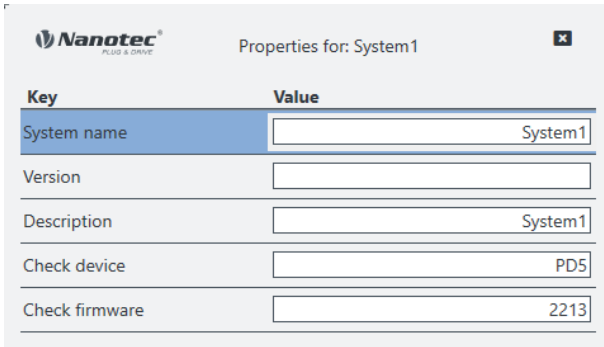 Nanotec®
PLUG & DRIVE
Properties for: System1
Key Value
System name System1
Version
Description System1
Check device PD5
Check firmware 2213